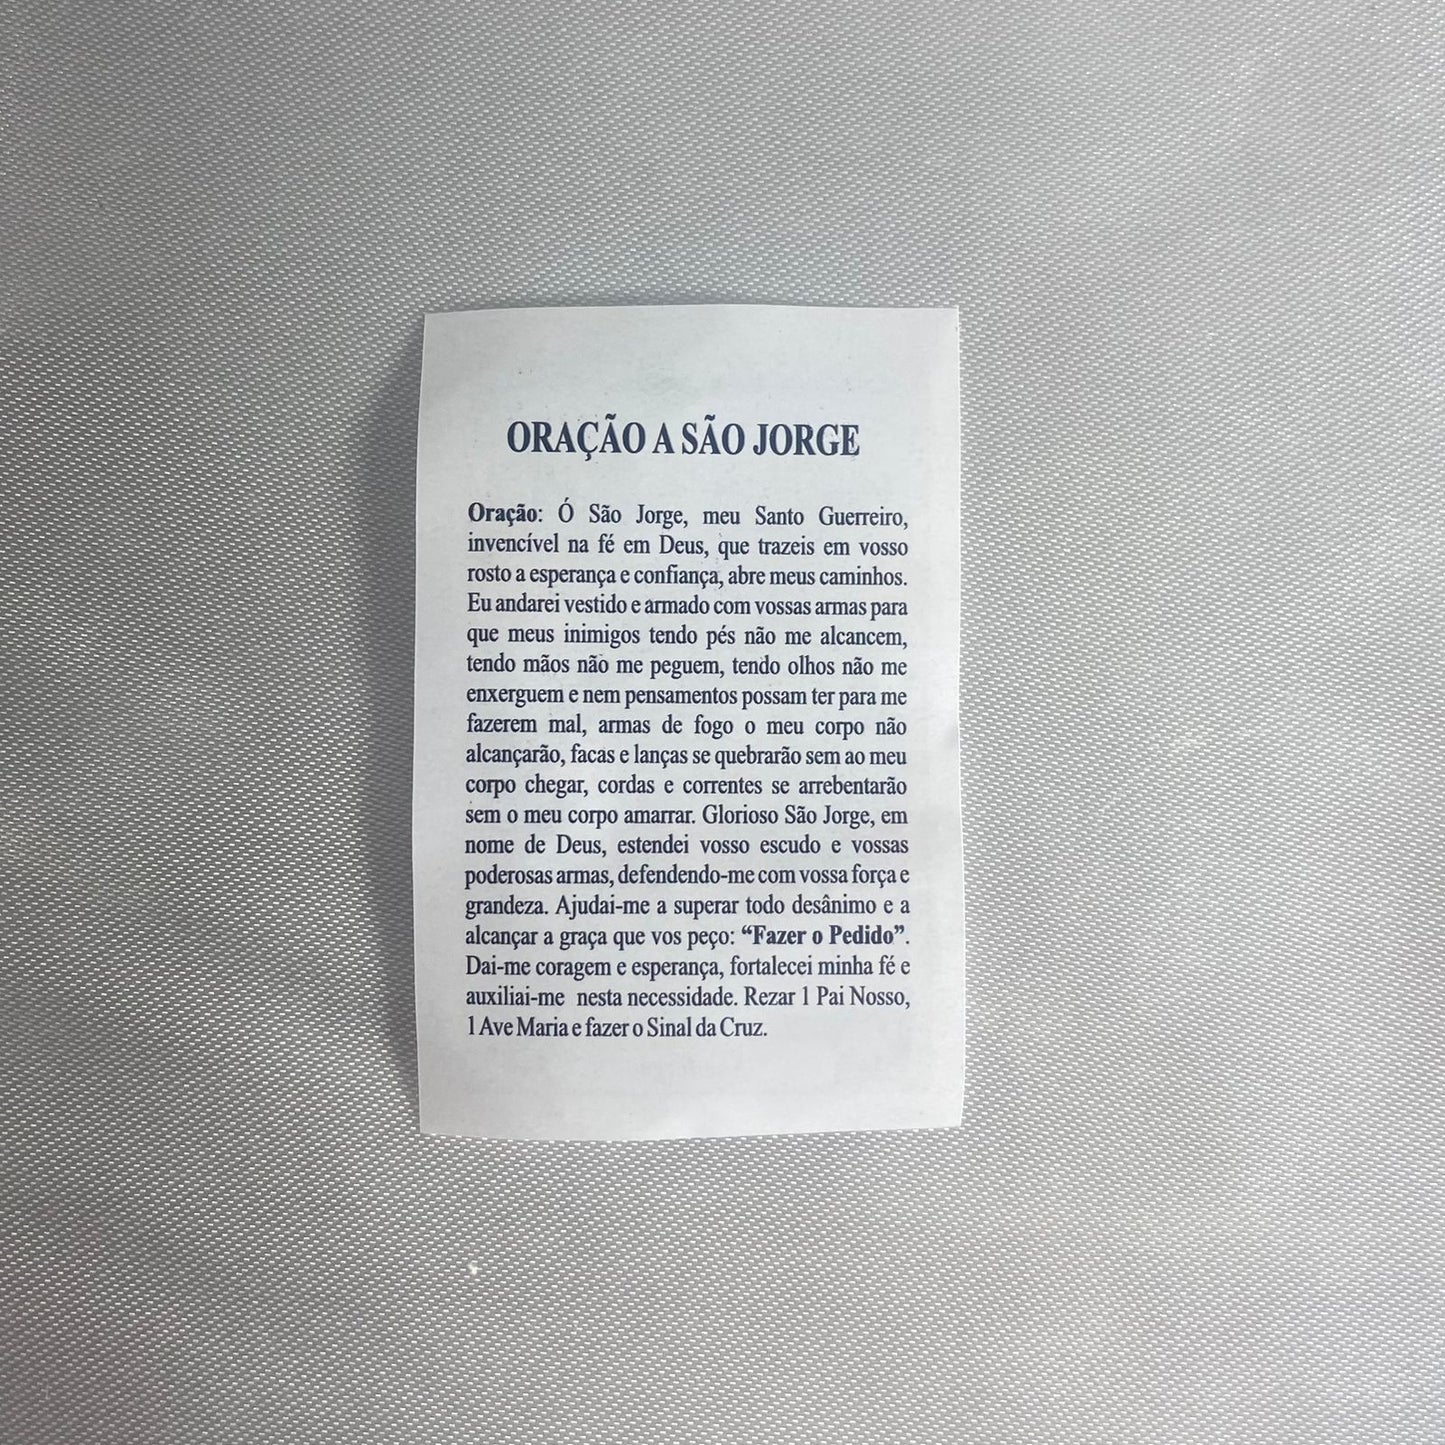 ORAÇÃO A SÃO JORGE
Oração: Ó São Jorge, meu Santo Guerreiro,
invencível na fé em Deus, que trazeis em vosso
rosto a esperança e confiança, abre meus caminhos.
Eu andarei vestido e armado com vossas armas para
que meus inimigos tendo pés não me alcancem,
tendo mãos não me peguem, tendo olhos não me
enxerguem e nem pensamentos possam ter para me
fazerem mal, armas de fogo o meu corpo não
alcançarão, facas e lanças se quebrarão sem ao meu
corpo chegar, cordas e correntes se arrebentarão
sem o meu corpo amarrar. Glorioso São Jorge, em
nome de Deus, estendei vosso escudo e vossas
poderosas armas, defendendo-me com vossa força e
grandeza. Ajudai-me a superar todo desânimo e a
alcançar a graça que vos peço: “Fazer o Pedido”.
Dai-me coragem e esperança, fortalecei minha fé e
auxiliai-me nesta necessidade. Rezar 1 Pai Nosso,
1 Ave Maria e fazer o Sinal da Cruz.